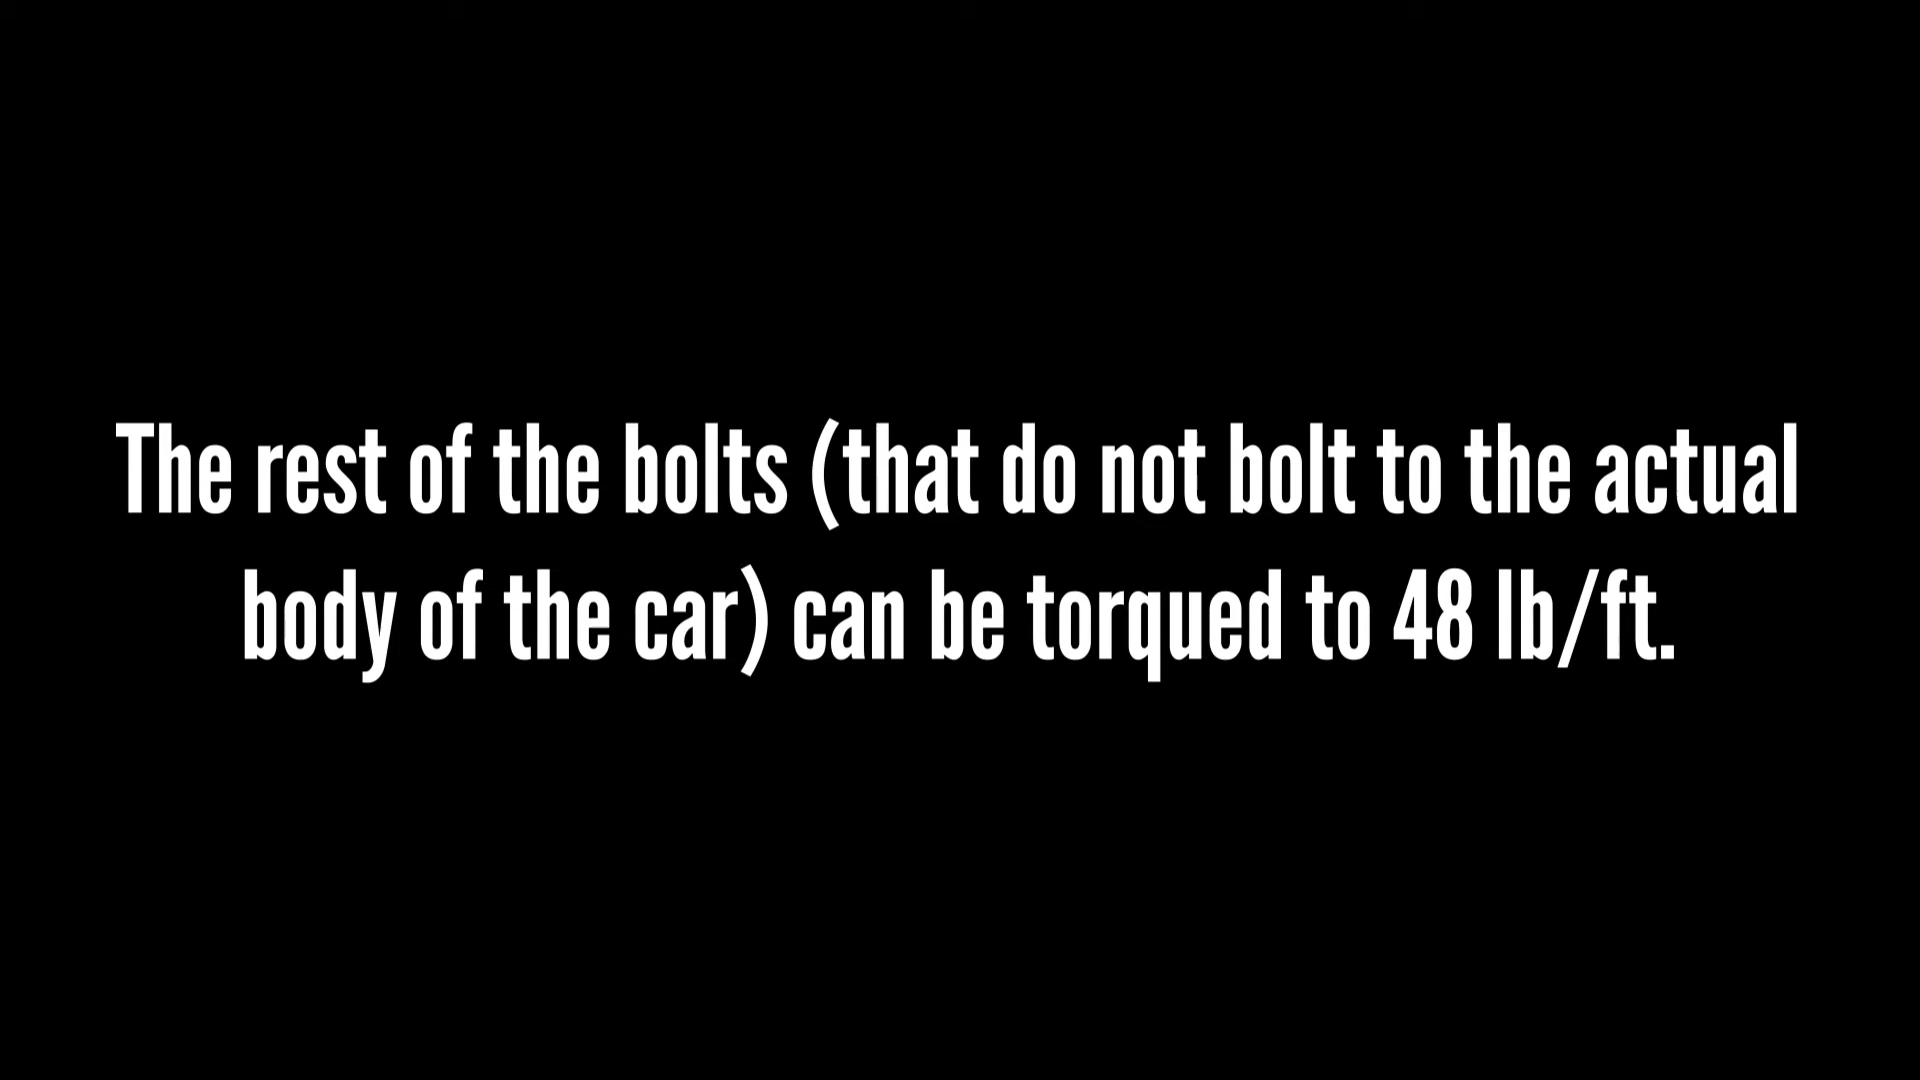 The rest of the bolts (that do not bolt to the actual
body of the car) can be torqued to 48 lb/ft.